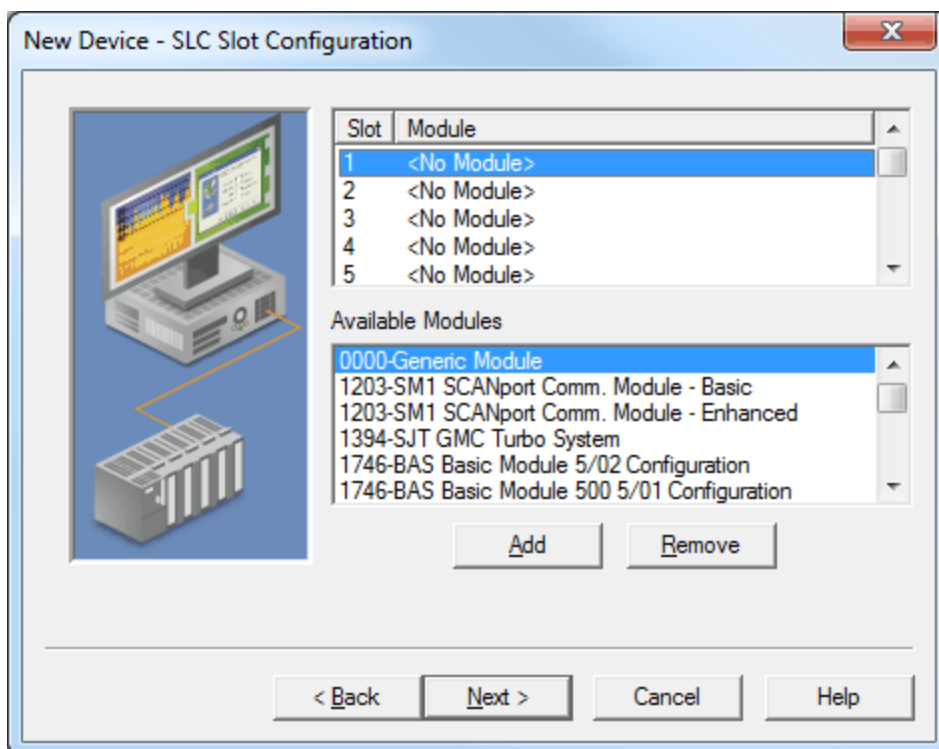 New Device - SLC Slot Configuration
Slot Module
1 <No Module>
2 <No Module>
3 <No Module>
4 <No Module>
5 <No Module>
Available Modules
0000-Generic Module
1203-SM1 SCANport Comm. Module - Basic
1203-SM1 SCANport Comm. Module - Enhanced
1394-SJT GMC Turbo System
1746-BAS Basic Module 5/02 Configuration
1746-BAS Basic Module 500 5/01 Configuration
Add Remove
< Back Next > Cancel Help